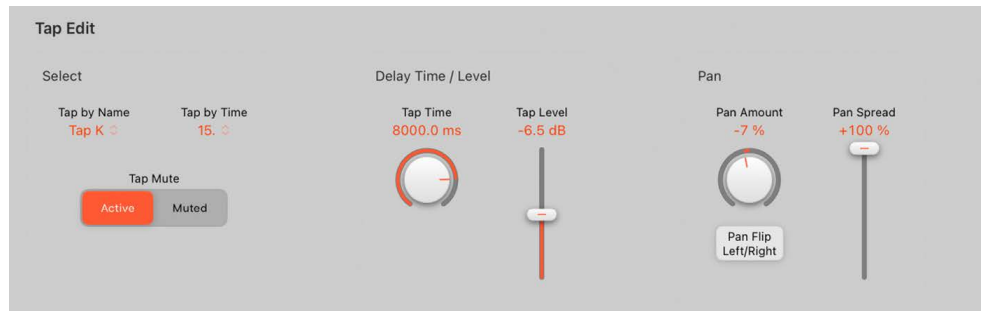 Tap Edit
Select
Delay Time / Level
Pan
Tap by Name
Tap by Time
Tap Time
Tap Level
Pan Amount
Pan Spread
Tap K
15.
8000.0 ms
-6.5 dB
-7 %
+100 %
Tap Mute
Active
Muted
Pan Flip
Left/Right